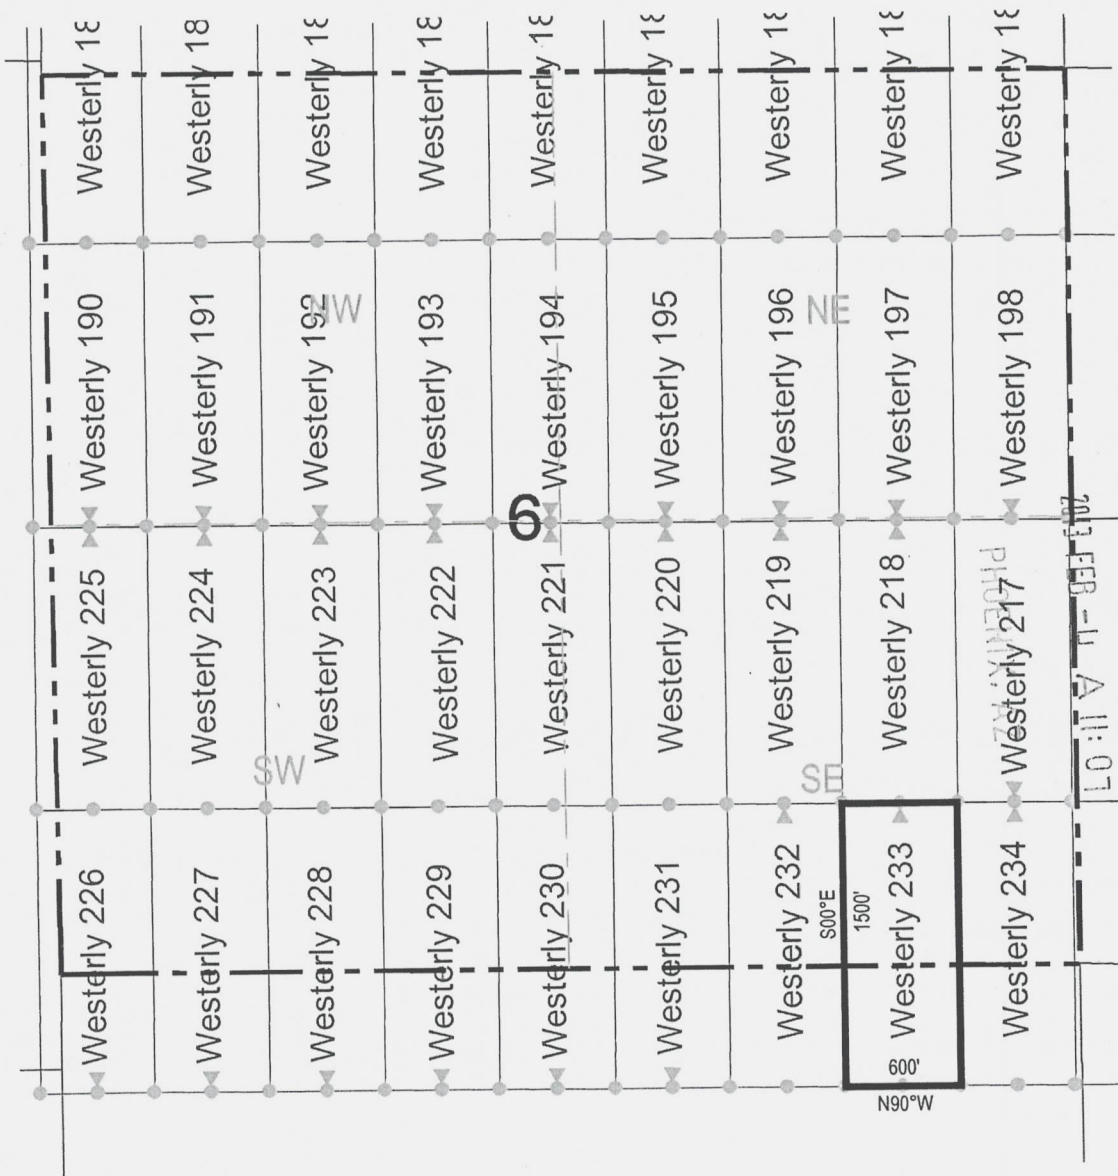 Westerly 18
Westerly 18
Westerly 18
Westerly 18
Westerly 18
Westerly 18
Westerly 18
Westerly 18
Westerly 18
Westerly 190
Westerly 191
Westerly 192
Westerly 193
Westerly 194
Westerly 195
Westerly 196
Westerly 197
Westerly 198
NW
NE
6
Westerly 225
Westerly 224
Westerly 223
Westerly 222
Westerly 221
Westerly 220
Westerly 219
Westerly 218
Westerly 217
PHOENIX, AZ
2013 FEB -4 A 11: 01
SW
SE
Westerly 226
Westerly 227
Westerly 228
Westerly 229
Westerly 230
Westerly 231
Westerly 232
S00°E
1500'
Westerly 233
Westerly 234
600'
N90°W